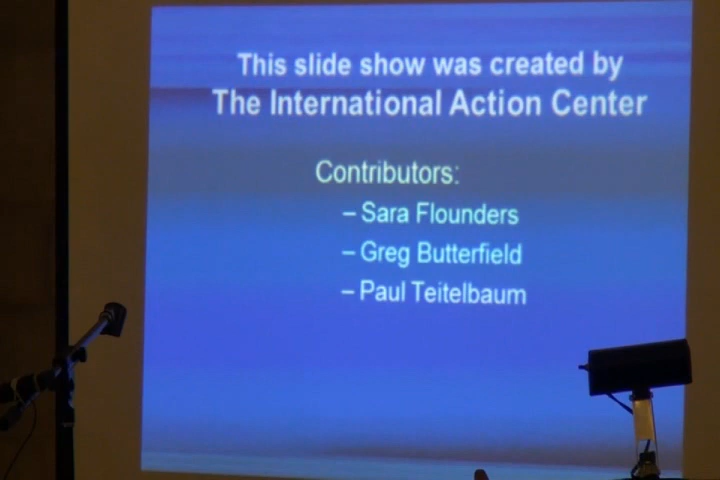 This slide show was created by
The International Action Center
Contributors:
– Sara Flounders
– Greg Butterfield
– Paul Teitelbaum